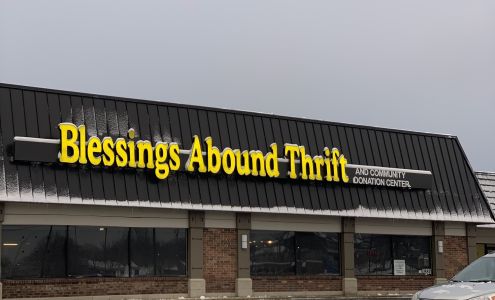 Blessings Abound Thrift
AND COMMUNITY
DONATION CENTER